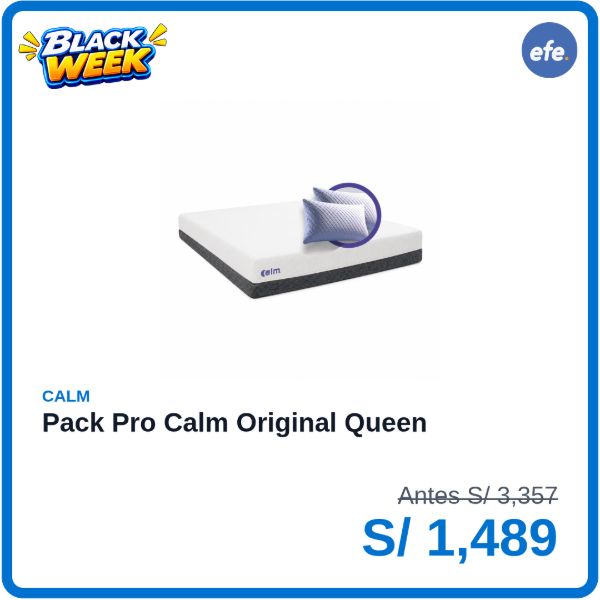 BLACK
WEEK
efe.
Calm.
CALM
Pack Pro Calm Original Queen
Antes S/ 3,357
S/ 1,489